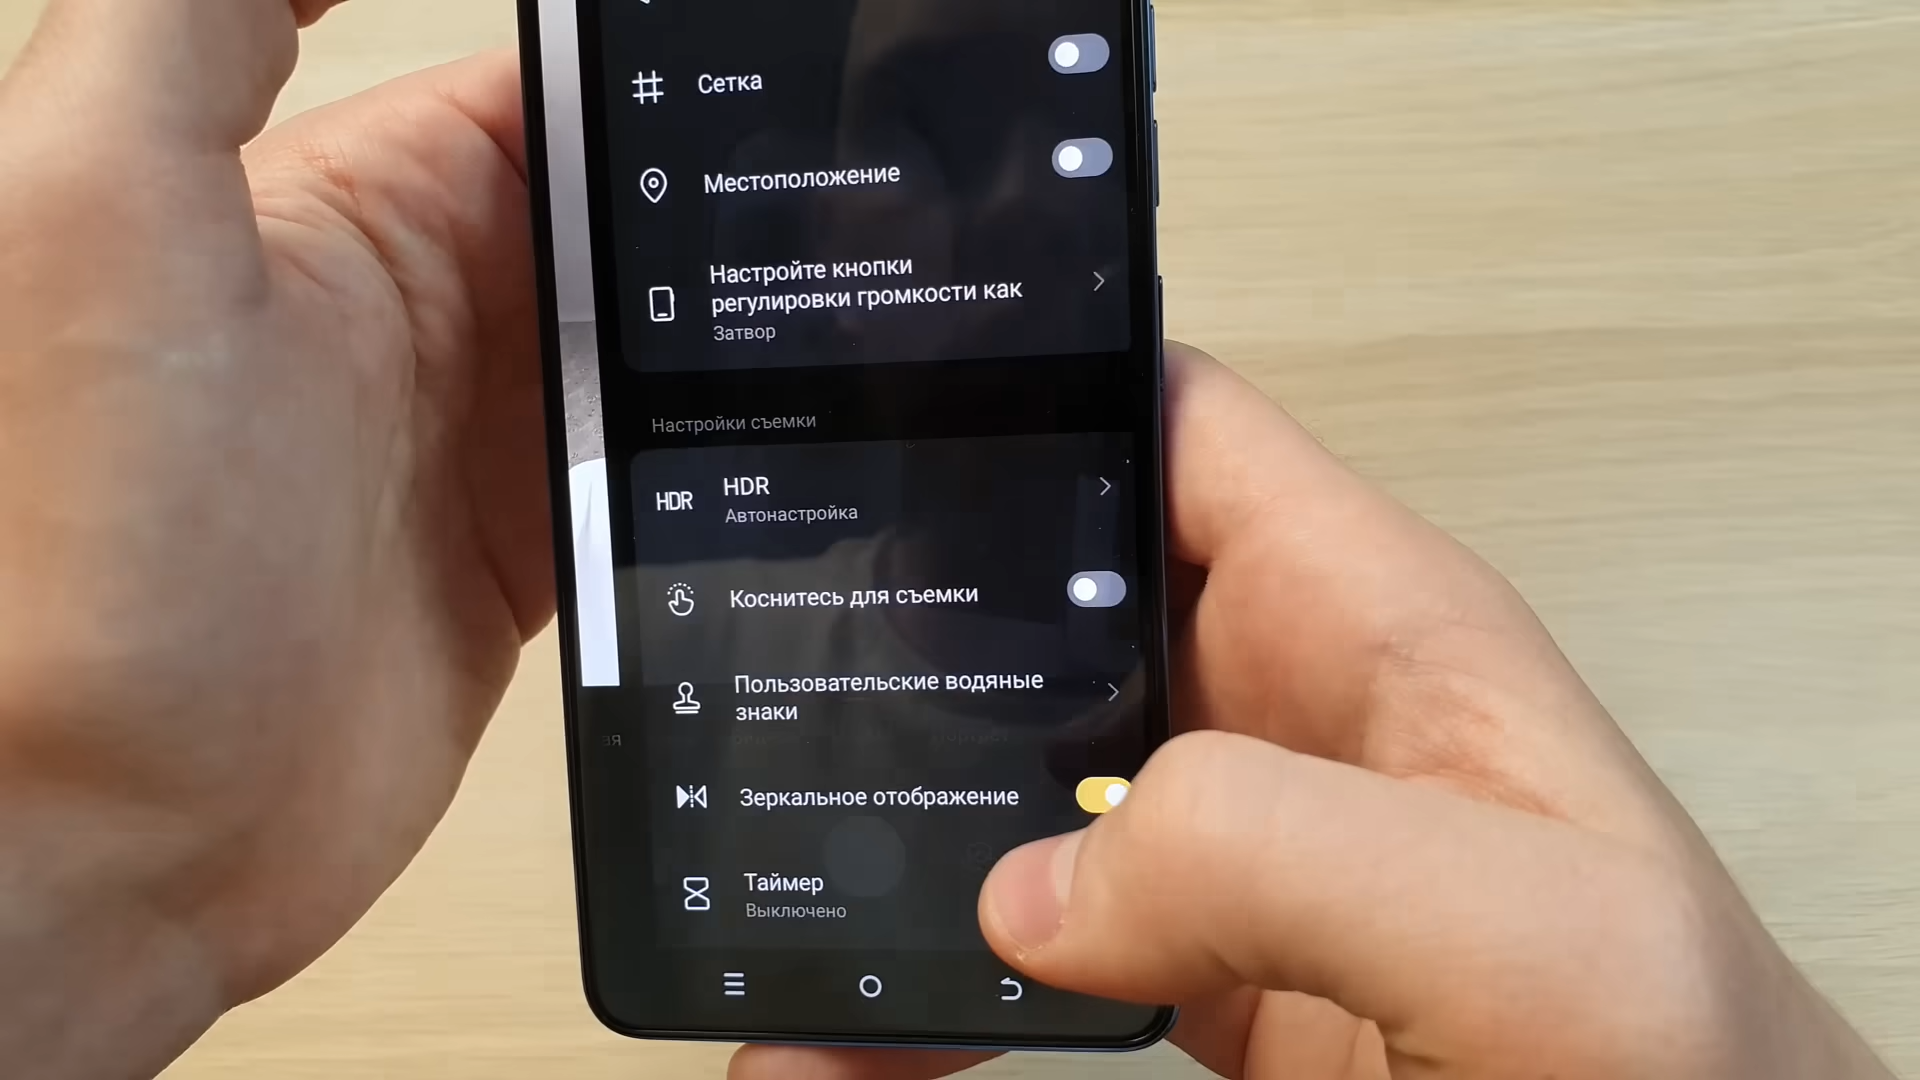 Сетка
Местоположение
Настройте кнопки
регулировки громкости как
Затвор
Настройки съемки
HDR
HDR
Автонастройка
Коснитесь для съемки
Пользовательские водяные
знаки
ая
Зеркальное отображение
Таймер
Выключено